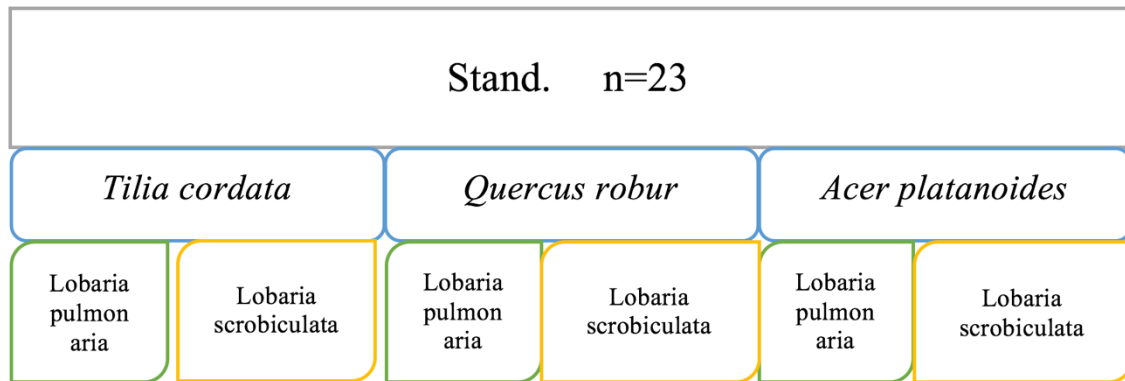 Stand. n=23
Tilia cordata
Quercus robur
Acer platanoides
Lobaria
pulmon
aria
Lobaria
scrobiculata
Lobaria
pulmon
aria
Lobaria
scrobiculata
Lobaria
pulmon
aria
Lobaria
scrobiculata